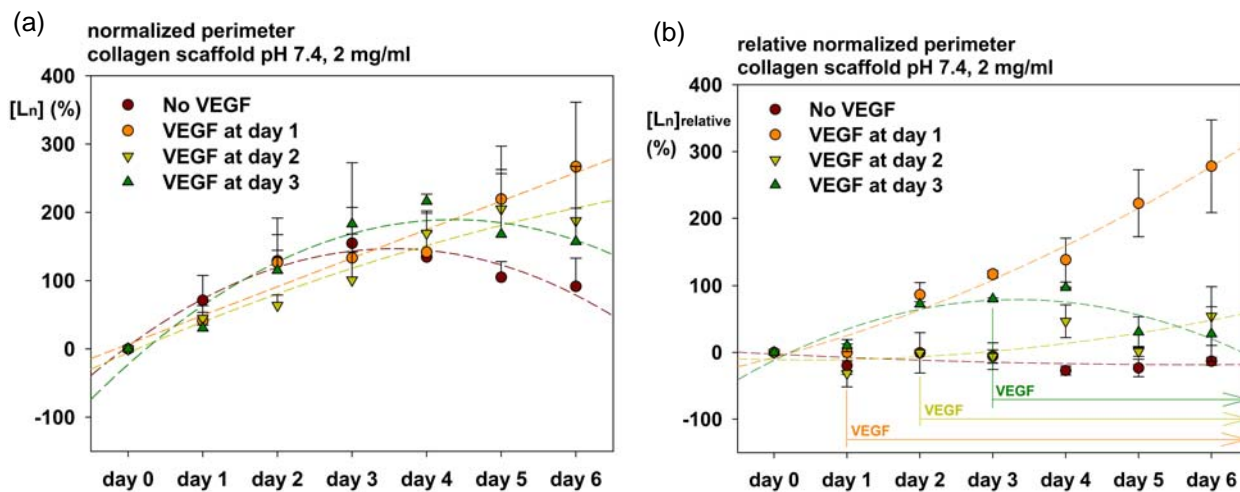 (a)
normalized perimeter
collagen scaffold pH 7.4, 2 mg/ml
400
[Ln] (%)
300
200
100
0
-100
No VEGF
VEGF at day 1
VEGF at day 2
VEGF at day 3
day 0 day 1 day 2 day 3 day 4 day 5 day 6
(b)
relative normalized perimeter
collagen scaffold pH 7.4, 2 mg/ml
400
[Ln]relative
(%)
300
200
100
0
-100
No VEGF
VEGF at day 1
VEGF at day 2
VEGF at day 3
VEGF
VEGF
VEGF
day 0 day 1 day 2 day 3 day 4 day 5 day 6